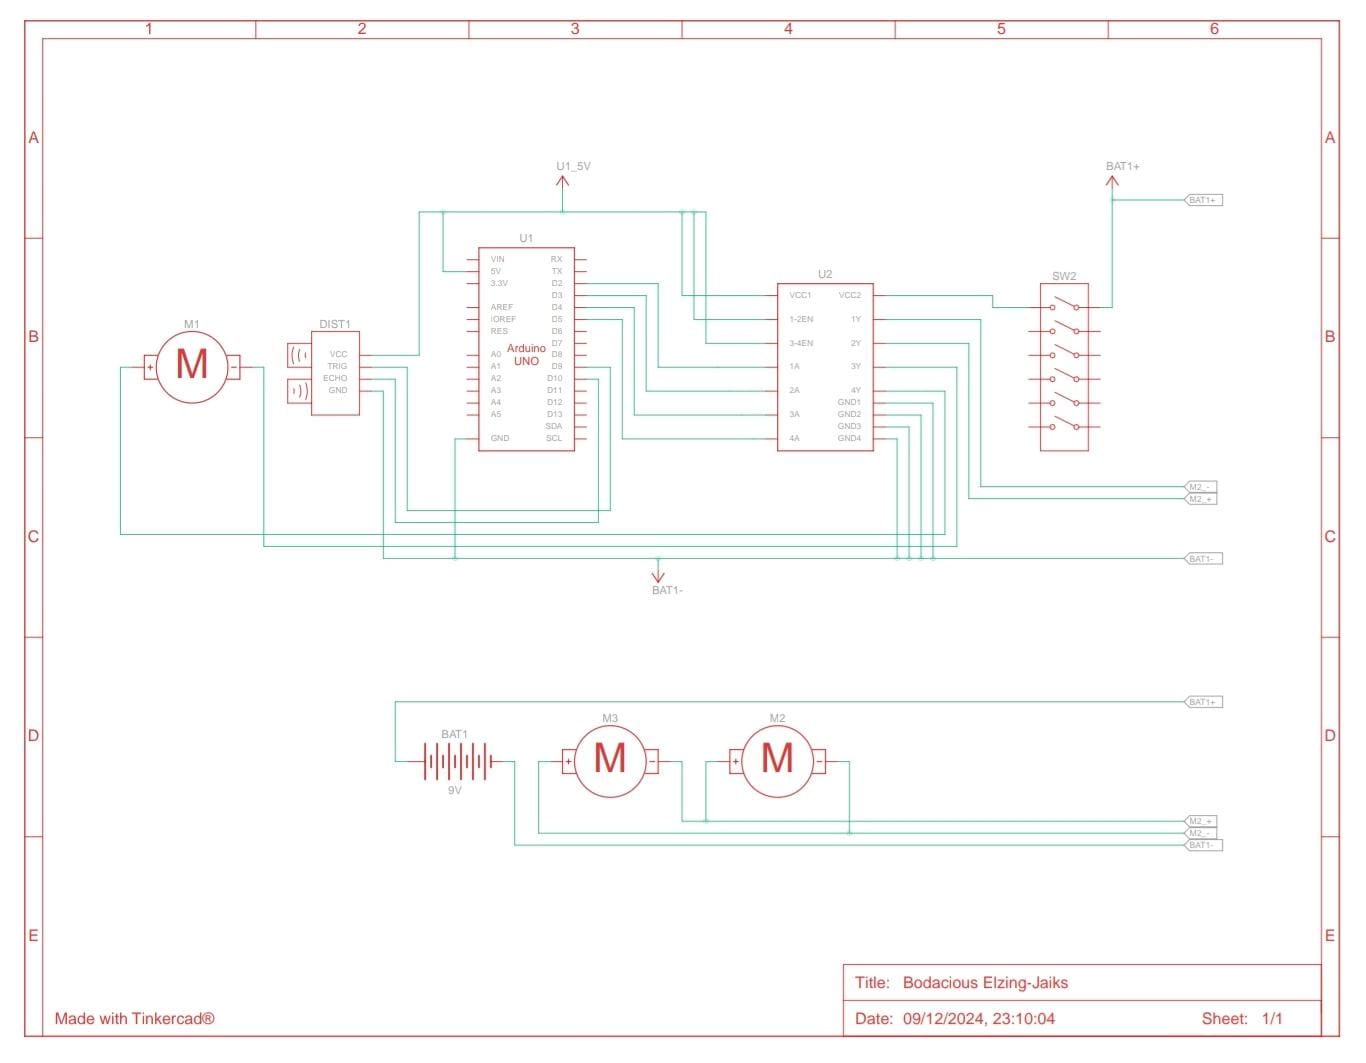 1 2 3 4 5 6
A A
U1_5V BAT1+
BAT1+
U1
VIN RX
5V TX
3.3V D2
D3
AREF D4
IOREF D5
RES D6
D7
A0 D8
A1 D9
A2 D10
A3 D11
A4 D12
A5 D13
SDA
GND SCL
Arduino
UNO
U2
VCC1 VCC2
1-2EN 1Y
3-4EN 2Y
1A 3Y
2A 4Y
GND1
3A GND2
GND3
4A GND4
SW2
B B
M1
+ M -
DIST1
VCC
TRIG
ECHO
GND
M2_-
M2_+
C C
BAT1-
BAT1-
BAT1+
D D
BAT1
9V
M3
+ M -
M2
+ M -
M2_+
M2_-
BAT1-
E E
Title: Bodacious Elzing-Jaiks
Date: 09/12/2024, 23:10:04 Sheet: 1/1
Made with Tinkercad®